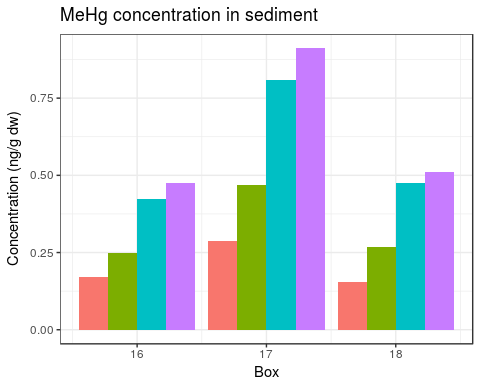 MeHg concentration in sediment
Concentration (ng/g dw)
0.75
0.50
0.25
0.00
16 17 18
Box